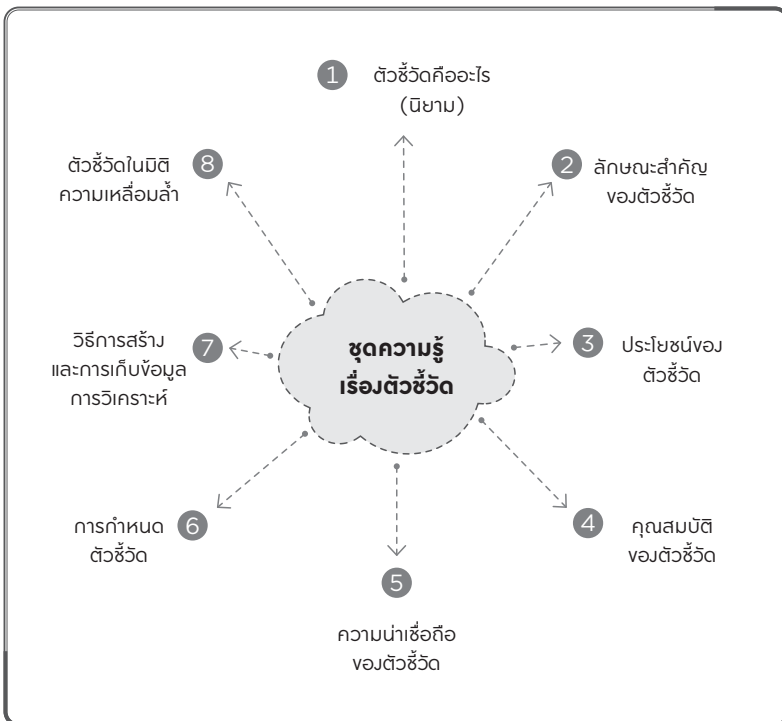 1 ตัวชี้วัดคืออะไร
(นิยาม)
2 ลักษณะสำคัญ
ของตัวชี้วัด
3 ประโยชน์ของ
ตัวชี้วัด
4 คุณสมบัติ
ของตัวชี้วัด
5
ความน่าเชื่อถือ
ของตัวชี้วัด
การกำหนด 6
ตัวชี้วัด
วิธีการสร้าง 7
และการเก็บข้อมูล
การวิเคราะห์
ตัวชี้วัดในมิติ 8
ความเหลื่อมล้ำ
ชุดความรู้
เรื่องตัวชี้วัด